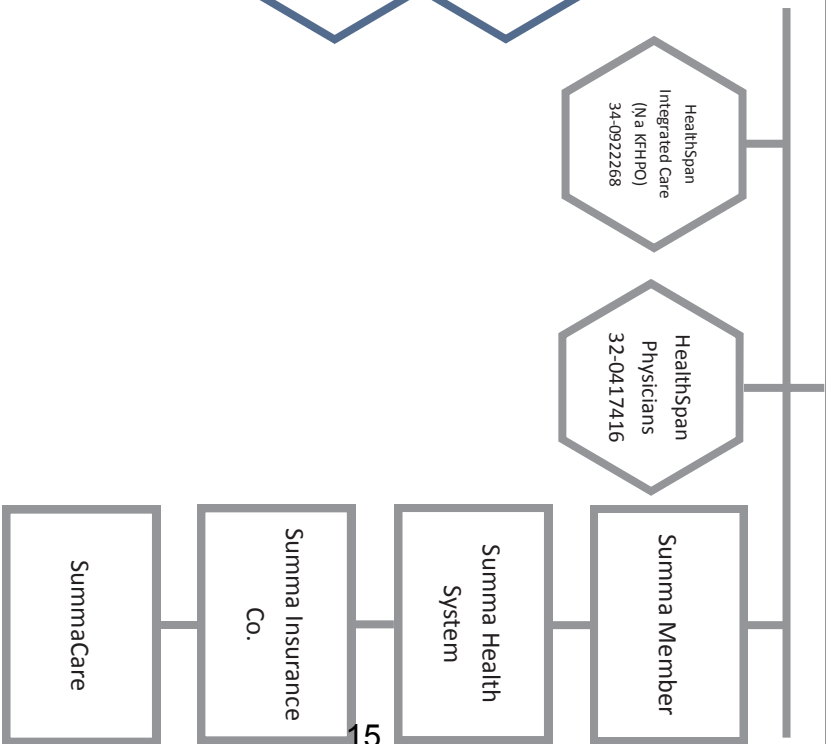 HealthSpan
Integrated Care
(Na KFHPO)
34-0922268
HealthSpan
Physicians
32-0417416
Summa Member
Summa Health
System
Summa Insurance
Co.
SummaCare
15